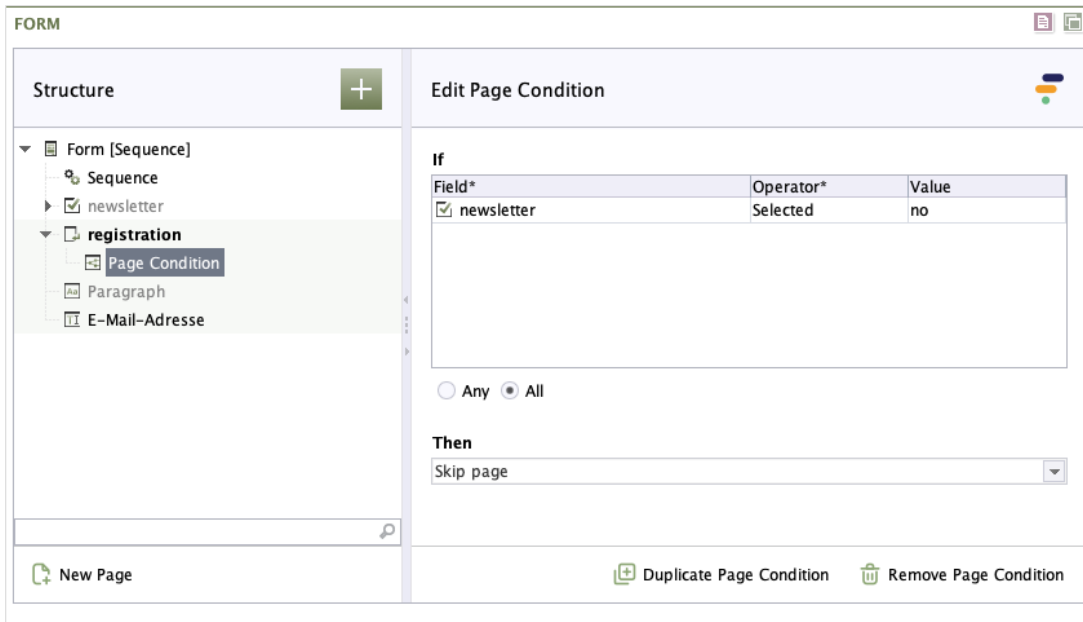 FORM
Structure
Form [Sequence]
Sequence
newsletter
registration
Page Condition
Paragraph
E-Mail-Adresse
New Page
Edit Page Condition
If
Field* Operator* Value
newsletter Selected no
Any All
Then
Skip page
Duplicate Page Condition Remove Page Condition